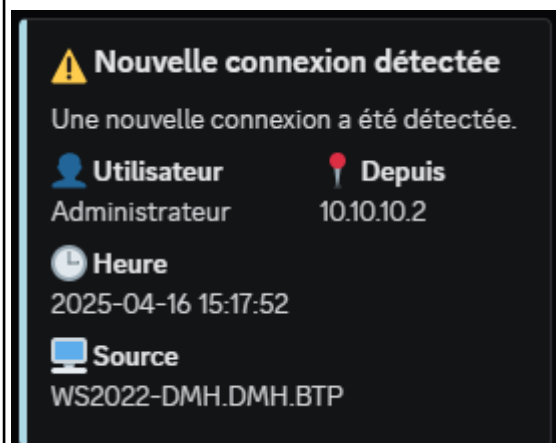 ⚠️ Nouvelle connexion détectée
Une nouvelle connexion a été détectée.
👤 Utilisateur 📍 Depuis
Administrateur 10.10.10.2
🕒 Heure
2025-04-16 15:17:52
🖥️ Source
WS2022-DMH.DMH.BTP